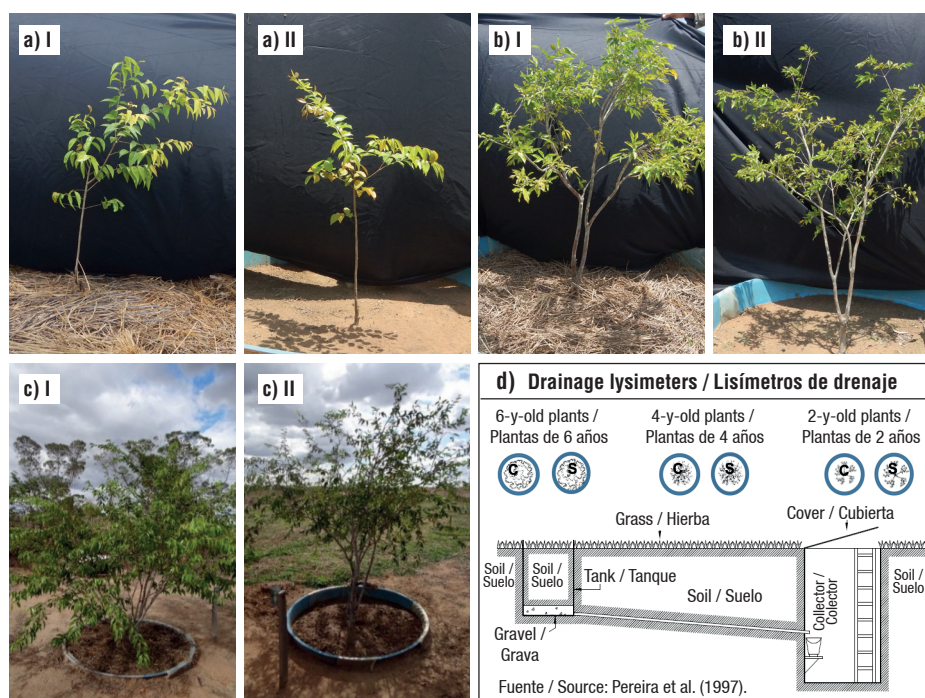 a) I
a) II
b) I
b) II
c) I
c) II
d) Drainage lysimeters / Lisímetros de drenaje
6-y-old plants /
Plantas de 6 años
4-y-old plants /
Plantas de 4 años
2-y-old plants /
Plantas de 2 años
C
S
C
S
C
S
Grass / Hierba
Cover / Cubierta
Soil /
Suelo
Soil /
Suelo
Tank / Tanque
Soil / Suelo
Collector /
Colector
Soil /
Suelo
Gravel /
Grava
Fuente / Source: Pereira et al. (1997).